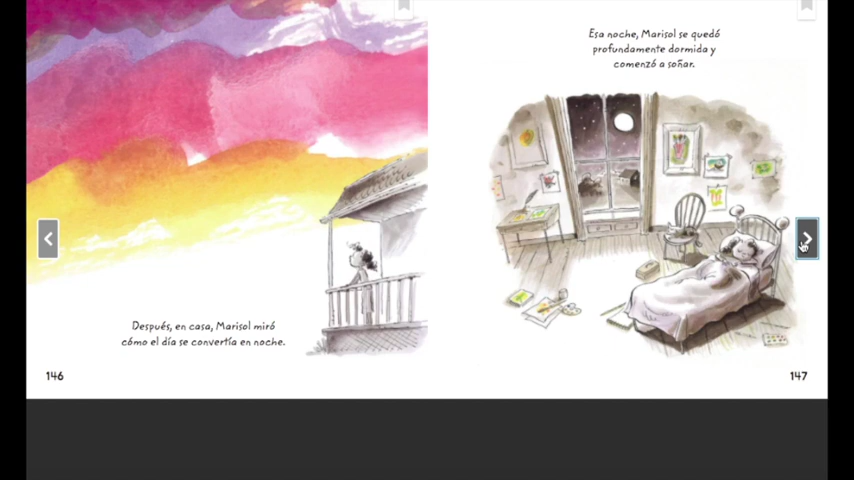 Después, en casa, Marisol miró
cómo el día se convertía en noche.
146
Esa noche, Marisol se quedó
profundamente dormida y
comenzó a soñar.
147